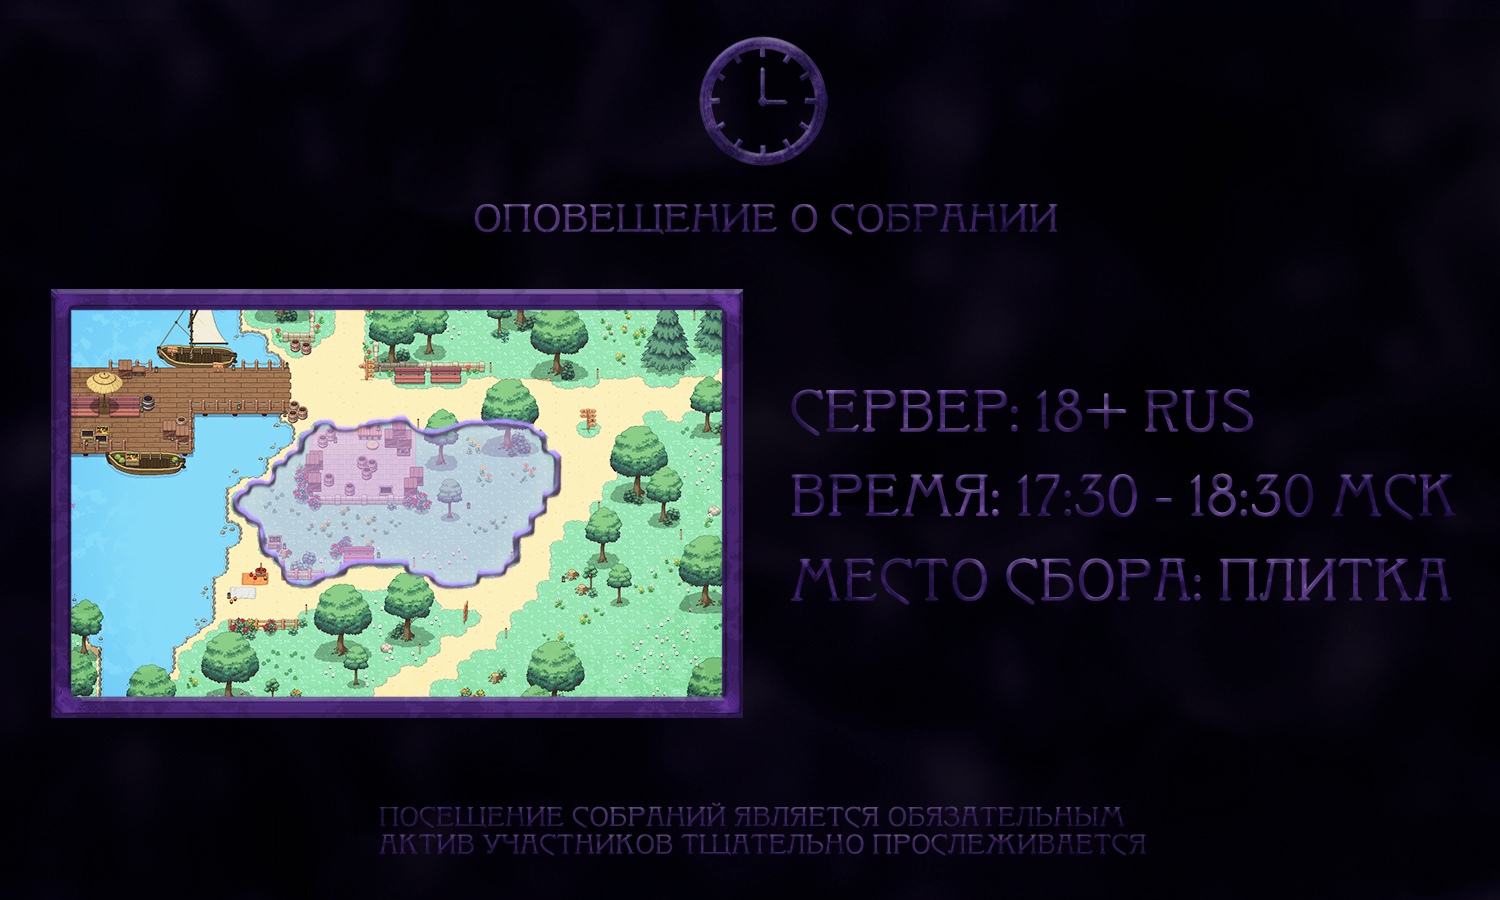 ОПОВЕЩЕНИЕ О СОБРАНИИ
СЕРВЕР: 18+ RUS
ВРЕМЯ: 17:30 - 18:30 МСК
МЕСТО СБОРА: ПЛИТКА
ПОСЕЩЕНИЕ СОБРАНИЙ ЯВЛЯЕТСЯ ОБЯЗАТЕЛЬНЫМ
АКТИВ УЧАСТНИКОВ ТЩАТЕЛЬНО ПРОСЛЕЖИВАЕТСЯ